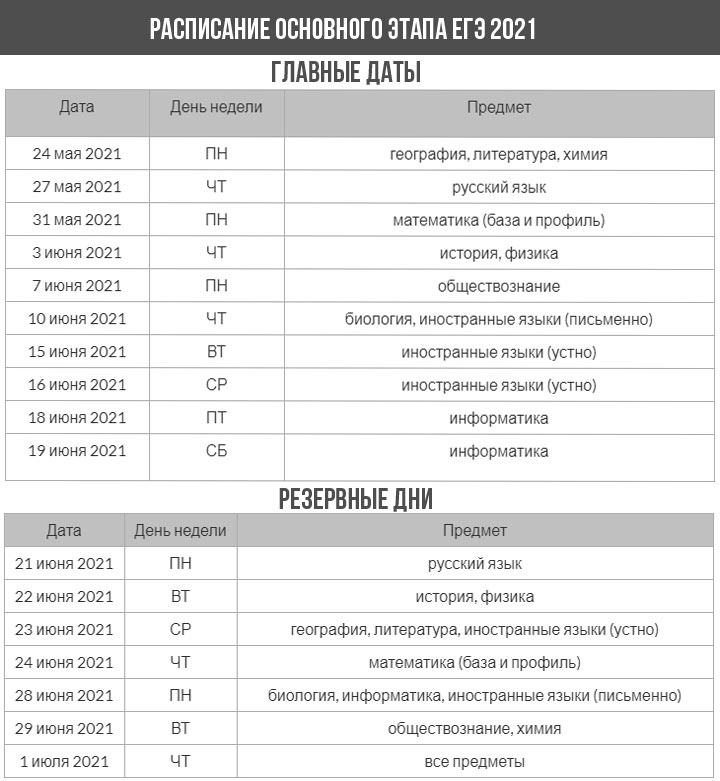 РАСПИСАНИЕ ОСНОВНОГО ЭТАПА ЕГЭ 2021
ГЛАВНЫЕ ДАТЫ
Дата День недели Предмет
24 мая 2021 ПН география, литература, химия
27 мая 2021 ЧТ русский язык
31 мая 2021 ПН математика (база и профиль)
3 июня 2021 ЧТ история, физика
7 июня 2021 ПН обществознание
10 июня 2021 ЧТ биология, иностранные языки (письменно)
15 июня 2021 ВТ иностранные языки (устно)
16 июня 2021 СР иностранные языки (устно)
18 июня 2021 ПТ информатика
19 июня 2021 СБ информатика
РЕЗЕРВНЫЕ ДНИ
Дата День недели Предмет
21 июня 2021 ПН русский язык
22 июня 2021 ВТ история, физика
23 июня 2021 СР география, литература, иностранные языки (устно)
24 июня 2021 ЧТ математика (база и профиль)
28 июня 2021 ПН биология, информатика, иностранные языки (письменно)
29 июня 2021 ВТ обществознание, химия
1 июля 2021 ЧТ все предметы